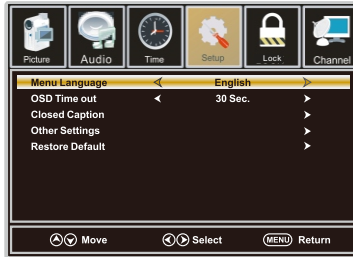 Picture Audio Time Setup Lock Channel
Menu Language English
OSD Time out 30 Sec.
Closed Caption
Other Settings
Restore Default
Move Select MENU Return